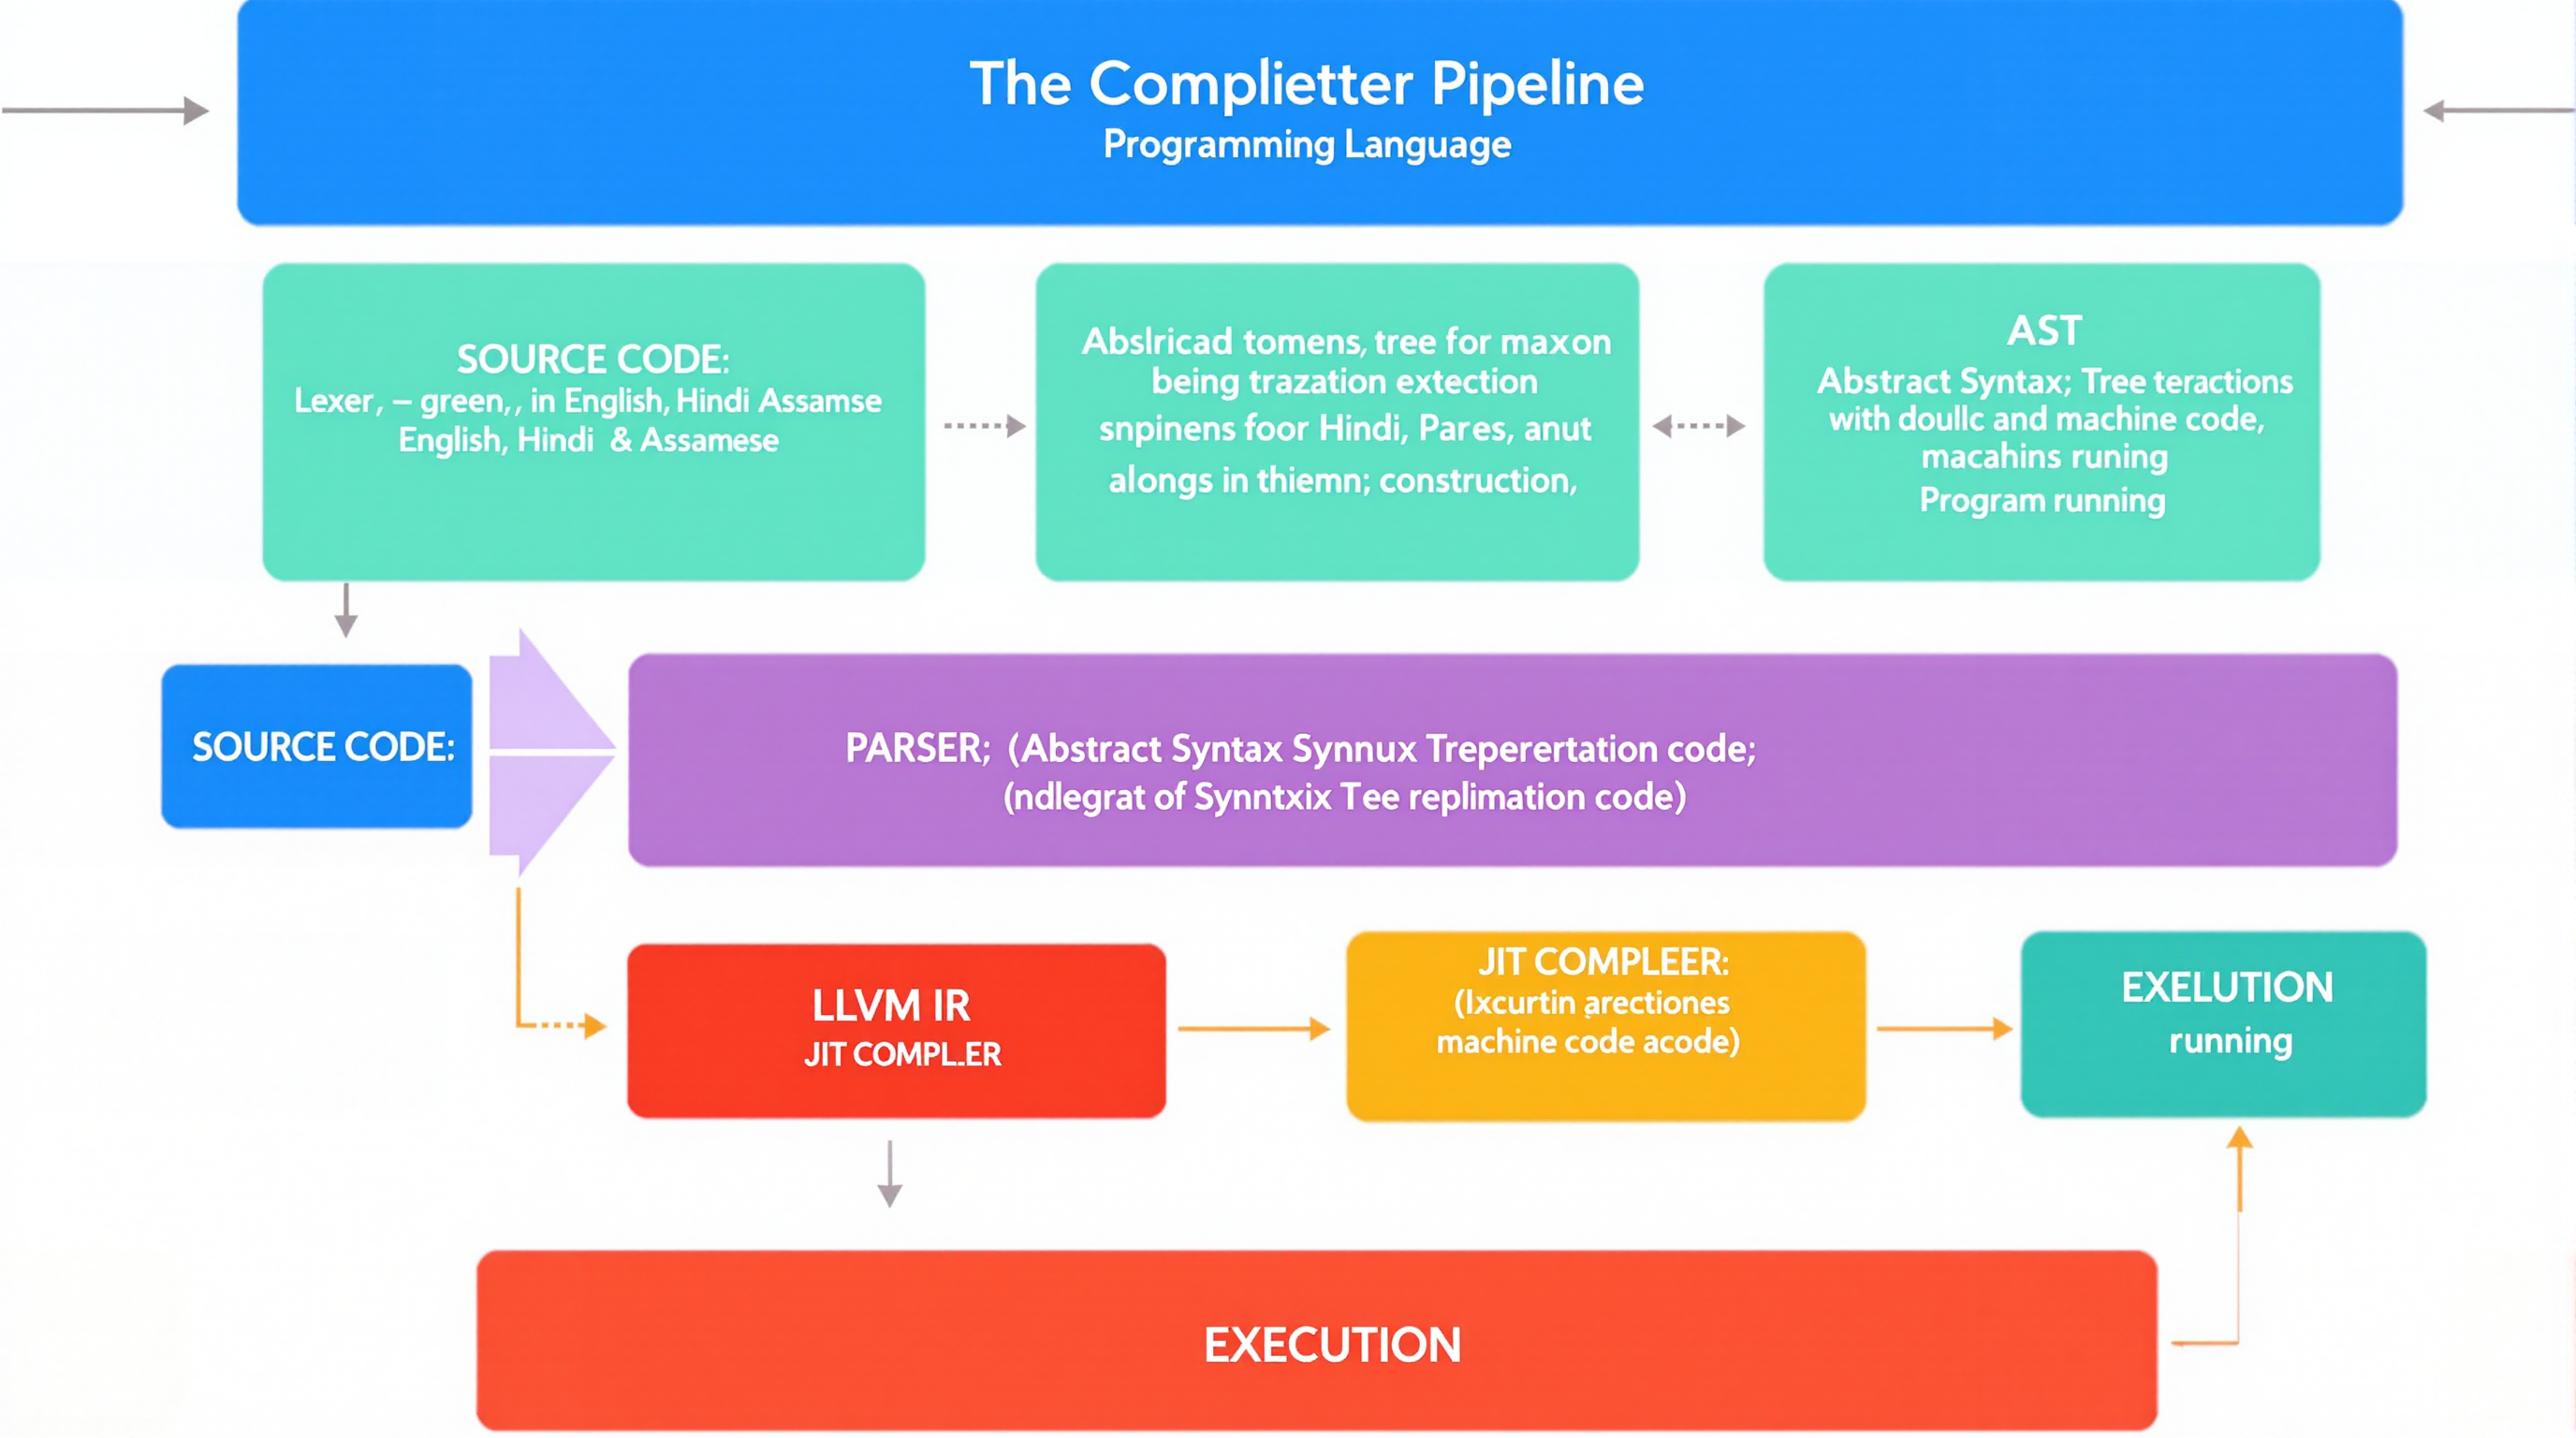 The Complietter Pipeline
Programming Language
SOURCE CODE:
Lexer, – green,, in English, Hindi Assamse
English, Hindi & Assamese
Abslricad tomens, tree for maxon
being trazation extection
snpinens foor Hindi, Pares, anut
alongs in thiemn; construction,
AST
Abstract Syntax; Tree teractions
with doullc and machine code,
macahins runing
Program running
SOURCE CODE:
PARSER; (Abstract Syntax Synnux Treperertation code;
(ndlegrat of Synntxix Tee replimation code)
LLVM IR
JIT COMPL.ER
JIT COMPLEER:
(Ixcurtin arectiones
machine code acode)
EXELUTION
running
EXECUTION